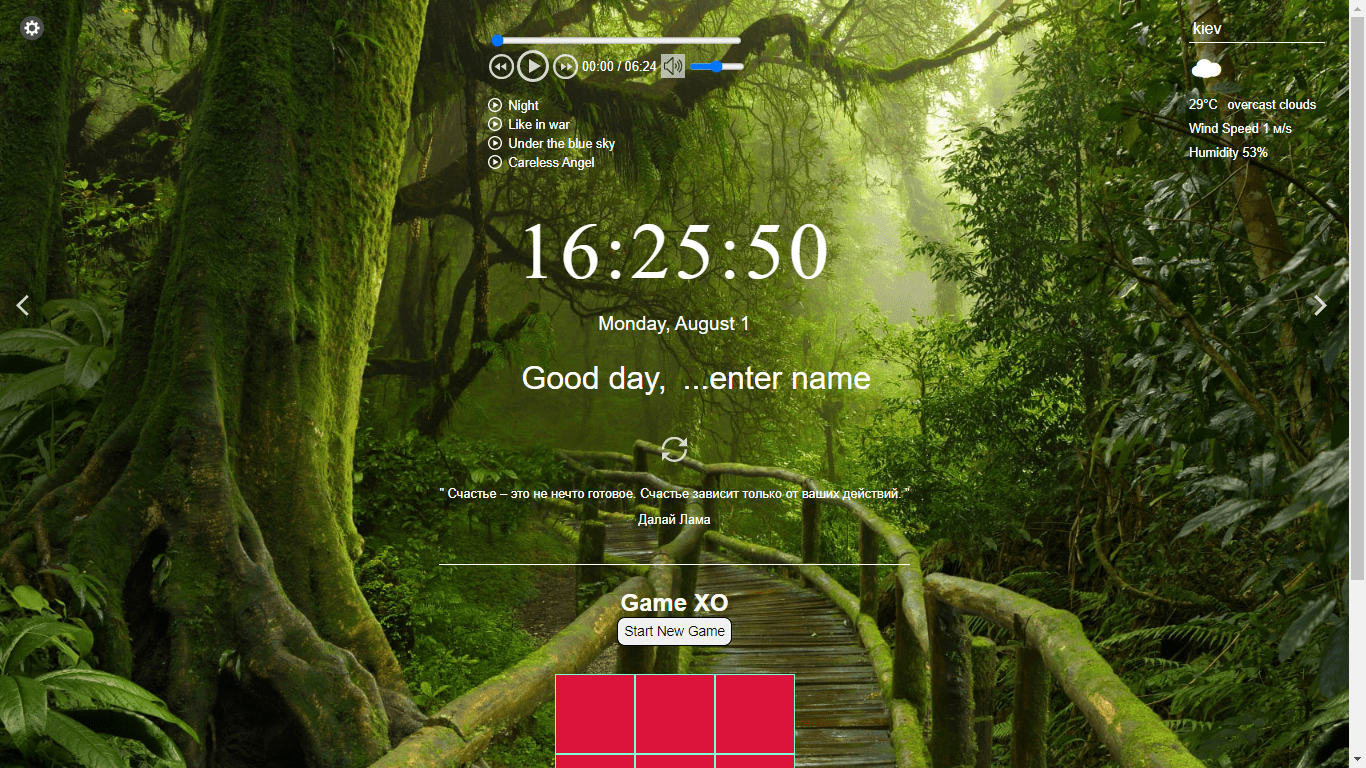 kiev
00:00 / 06:24
Night
Like in war
Under the blue sky
Careless Angel
29°C overcast clouds
Wind Speed 1 м/s
Humidity 53%
16:25:50
Monday, August 1
Good day, ...enter name
" Счастье – это не нечто готовое. Счастье зависит только от ваших действий. "
Далай Лама
Game XO
Start New Game